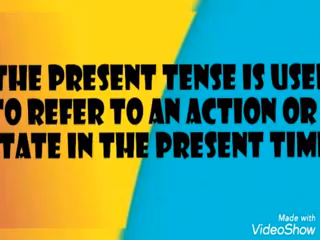 THE PRESENT TENSE IS USE
TO REFER TO AN ACTION OR
TATE IN THE PRESENT TIM
Made with
VideoShow